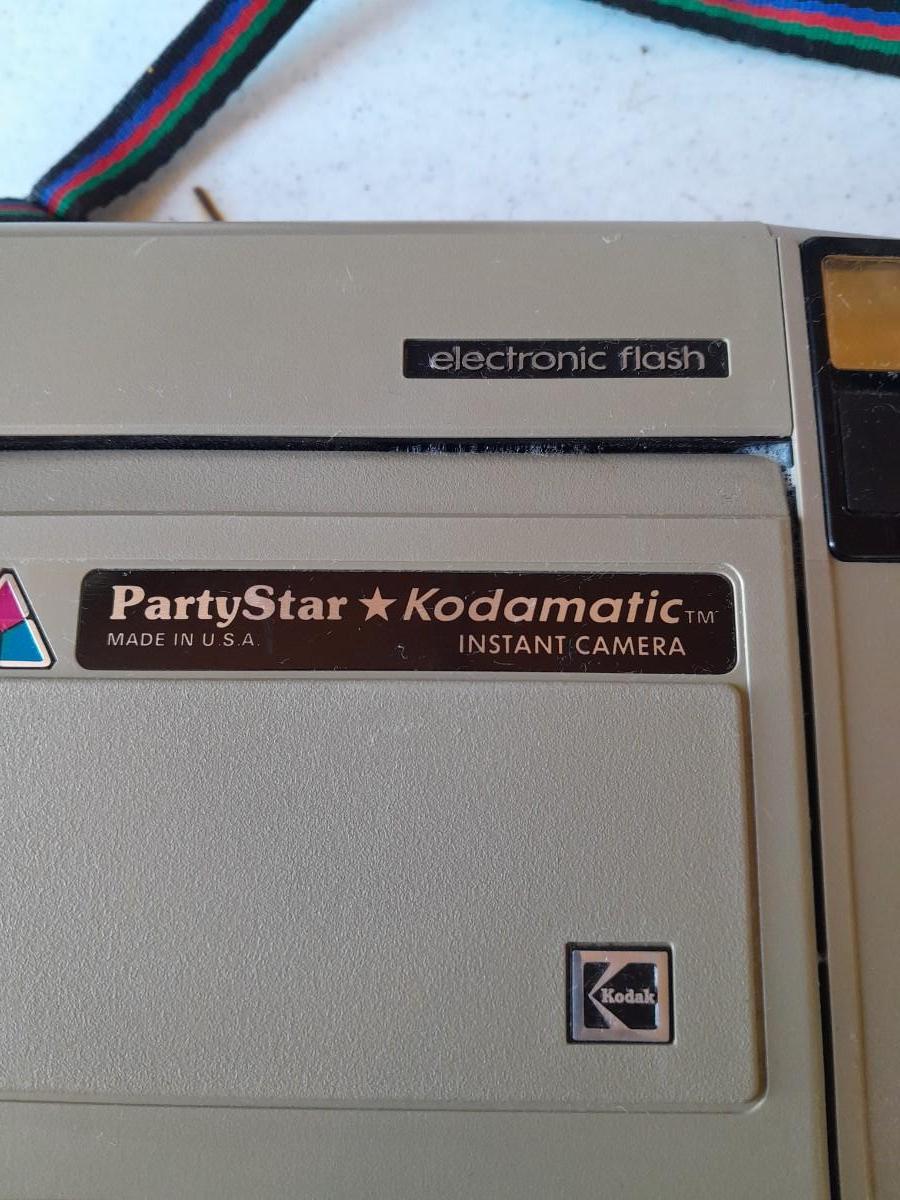 electronic flash
PartyStar ★ Kodamatic™
MADE IN U.S.A.
INSTANT CAMERA
Kodak